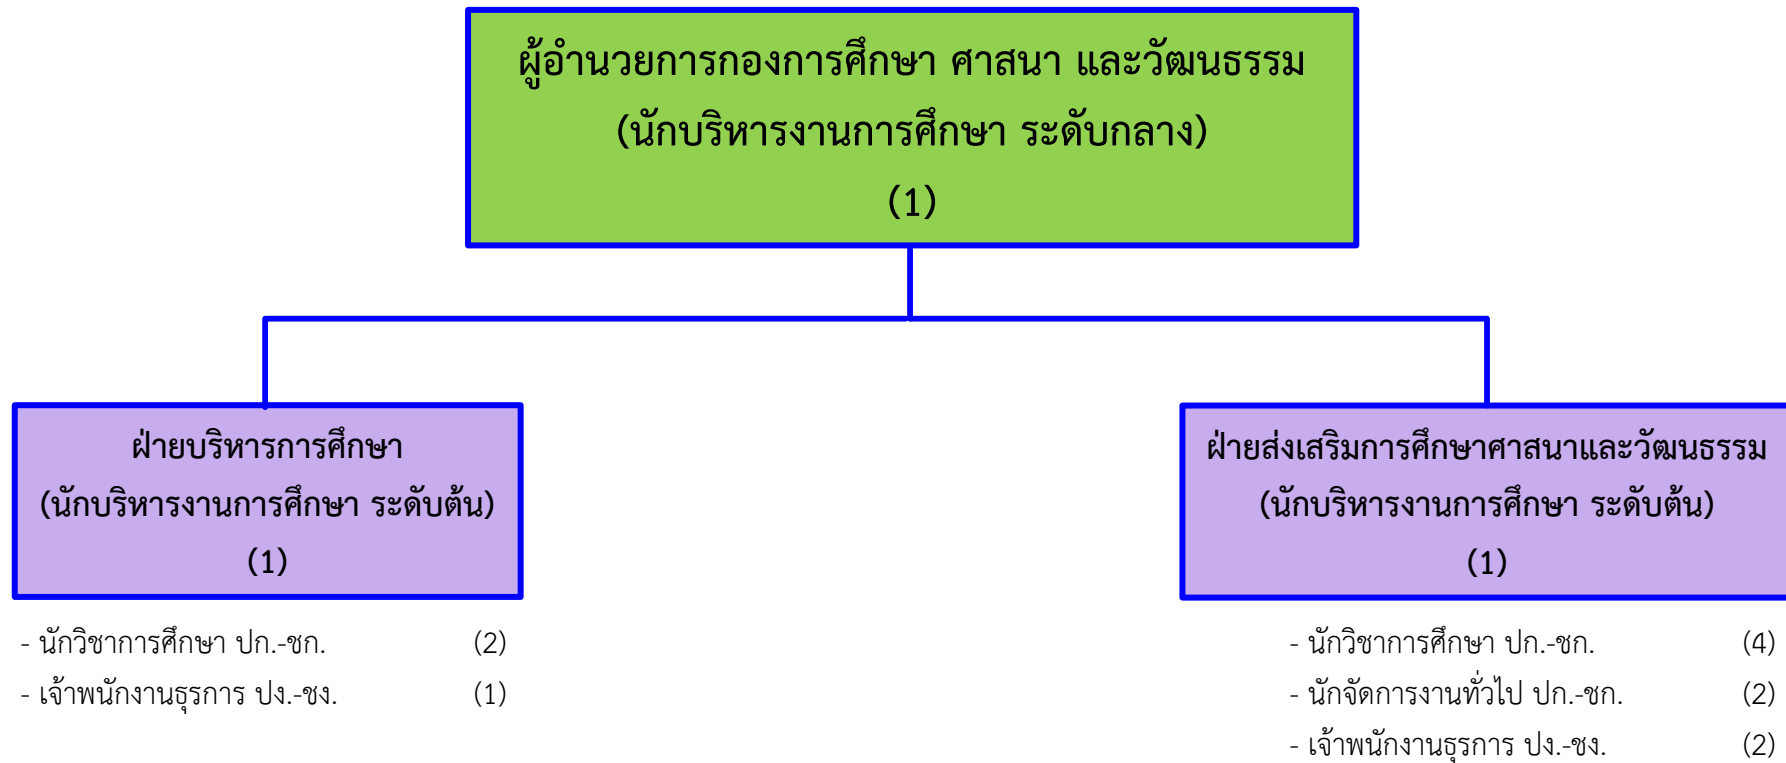 ผู้อำนวยการกองการศึกษา ศาสนา และวัฒนธรรม
(นักบริหารงานการศึกษา ระดับกลาง)
(1)
ฝ่ายบริหารการศึกษา
(นักบริหารงานการศึกษา ระดับต้น)
(1)
- นักวิชาการศึกษา ปก.-ชก. (2)
- เจ้าพนักงานธุรการ ปง.-ชง. (1)
ฝ่ายส่งเสริมการศึกษาศาสนาและวัฒนธรรม
(นักบริหารงานการศึกษา ระดับต้น)
(1)
- นักวิชาการศึกษา ปก.-ชก. (4)
- นักจัดการงานทั่วไป ปก.-ชก. (2)
- เจ้าพนักงานธุรการ ปง.-ชง. (2)